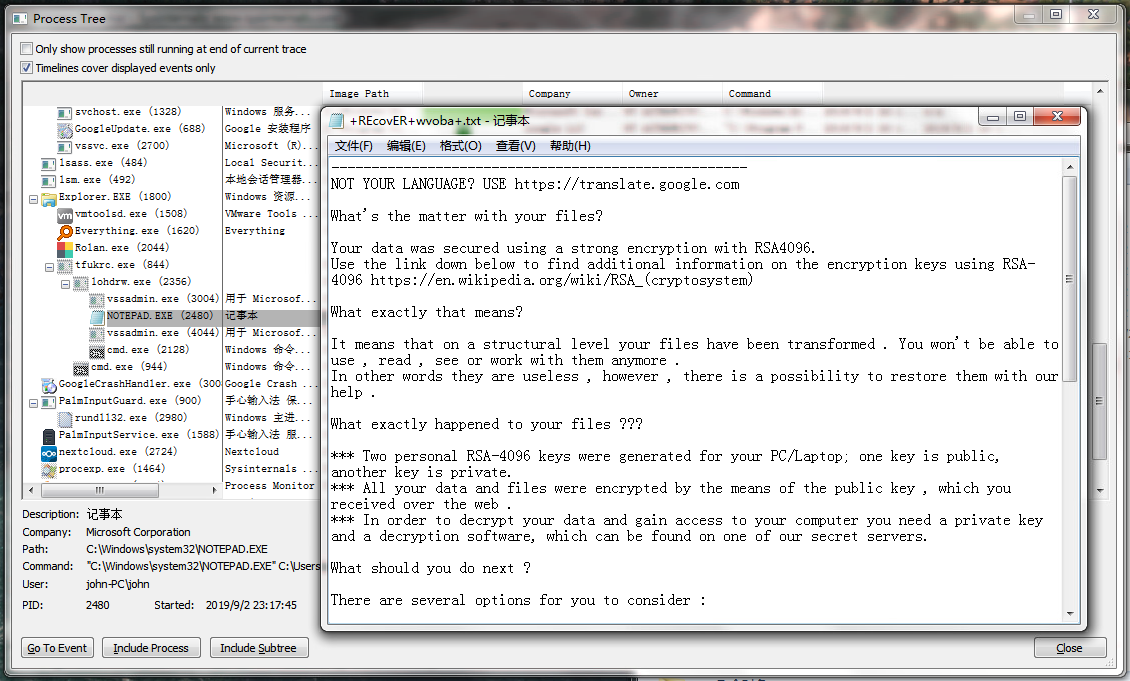 Process Tree
Only show processes still running at end of current trace
Timelines cover displayed events only
Image Path Company Owner Command
svchost.exe (1328) Windows 服务...
GoogleUpdate.exe (688) Google 安装程序
vssvc.exe (2700) Microsoft (R)...
lsass.exe (484) Local Securit...
lsm.exe (492) 本地会话管理器...
Explorer.EXE (1800) Windows 资源...
vmtoolsd.exe (1508) VMware Tools ...
Everything.exe (1620) Everything
Rolan.exe (2044)
tfukrc.exe (844)
lohdrw.exe (2356)
vssadmin.exe (3004) 用于 Microsof...
NOTEPAD.EXE (2480) 记事本
vssadmin.exe (4044) 用于 Microsof...
cmd.exe (2128) Windows 命令...
cmd.exe (944) Windows 命令...
GoogleCrashHandler.exe (300 Google Crash ...
PalmInputGuard.exe (900) 手心输入法 保...
rundll32.exe (2980) Windows 主进...
PalmInputService.exe (1588) 手心输入法 服...
nextcloud.exe (2724) Nextcloud
procexp.exe (1464) Sysinternals ...
Process Monitor
Description: 记事本
Company: Microsoft Corporation
Path: C:\Windows\system32\NOTEPAD.EXE
Command: "C:\Windows\system32\NOTEPAD.EXE" C:\Users
User: john-PC\john
PID: 2480 Started: 2019/9/2 23:17:45
Go To Event Include Process Include Subtree Close
+REcovER+wvoba+.txt - 记事本
文件(F) 编辑(E) 格式(O) 查看(V) 帮助(H)
----------------------------------------------------
NOT YOUR LANGUAGE? USE https://translate.google.com
What's the matter with your files?
Your data was secured using a strong encryption with RSA4096.
Use the link down below to find additional information on the encryption keys using RSA-
4096 https://en.wikipedia.org/wiki/RSA_(cryptosystem)
What exactly that means?
It means that on a structural level your files have been transformed . You won't be able to
use , read , see or work with them anymore .
In other words they are useless , however , there is a possibility to restore them with our
help .
What exactly happened to your files ???
*** Two personal RSA-4096 keys were generated for your PC/Laptop; one key is public,
another key is private.
*** All your data and files were encrypted by the means of the public key , which you
received over the web .
*** In order to decrypt your data and gain access to your computer you need a private key
and a decryption software, which can be found on one of our secret servers.
What should you do next ?
There are several options for you to consider :